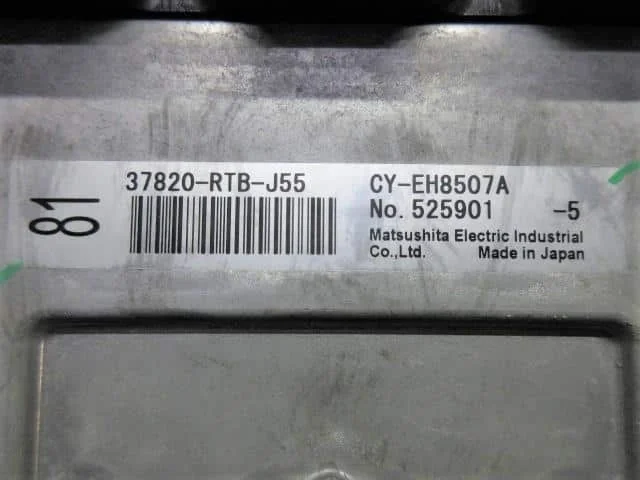 81
37820-RTB-J55
CY-EH8507A
No. 525901 -5
Matsushita Electric Industrial
Co.,Ltd. Made in Japan